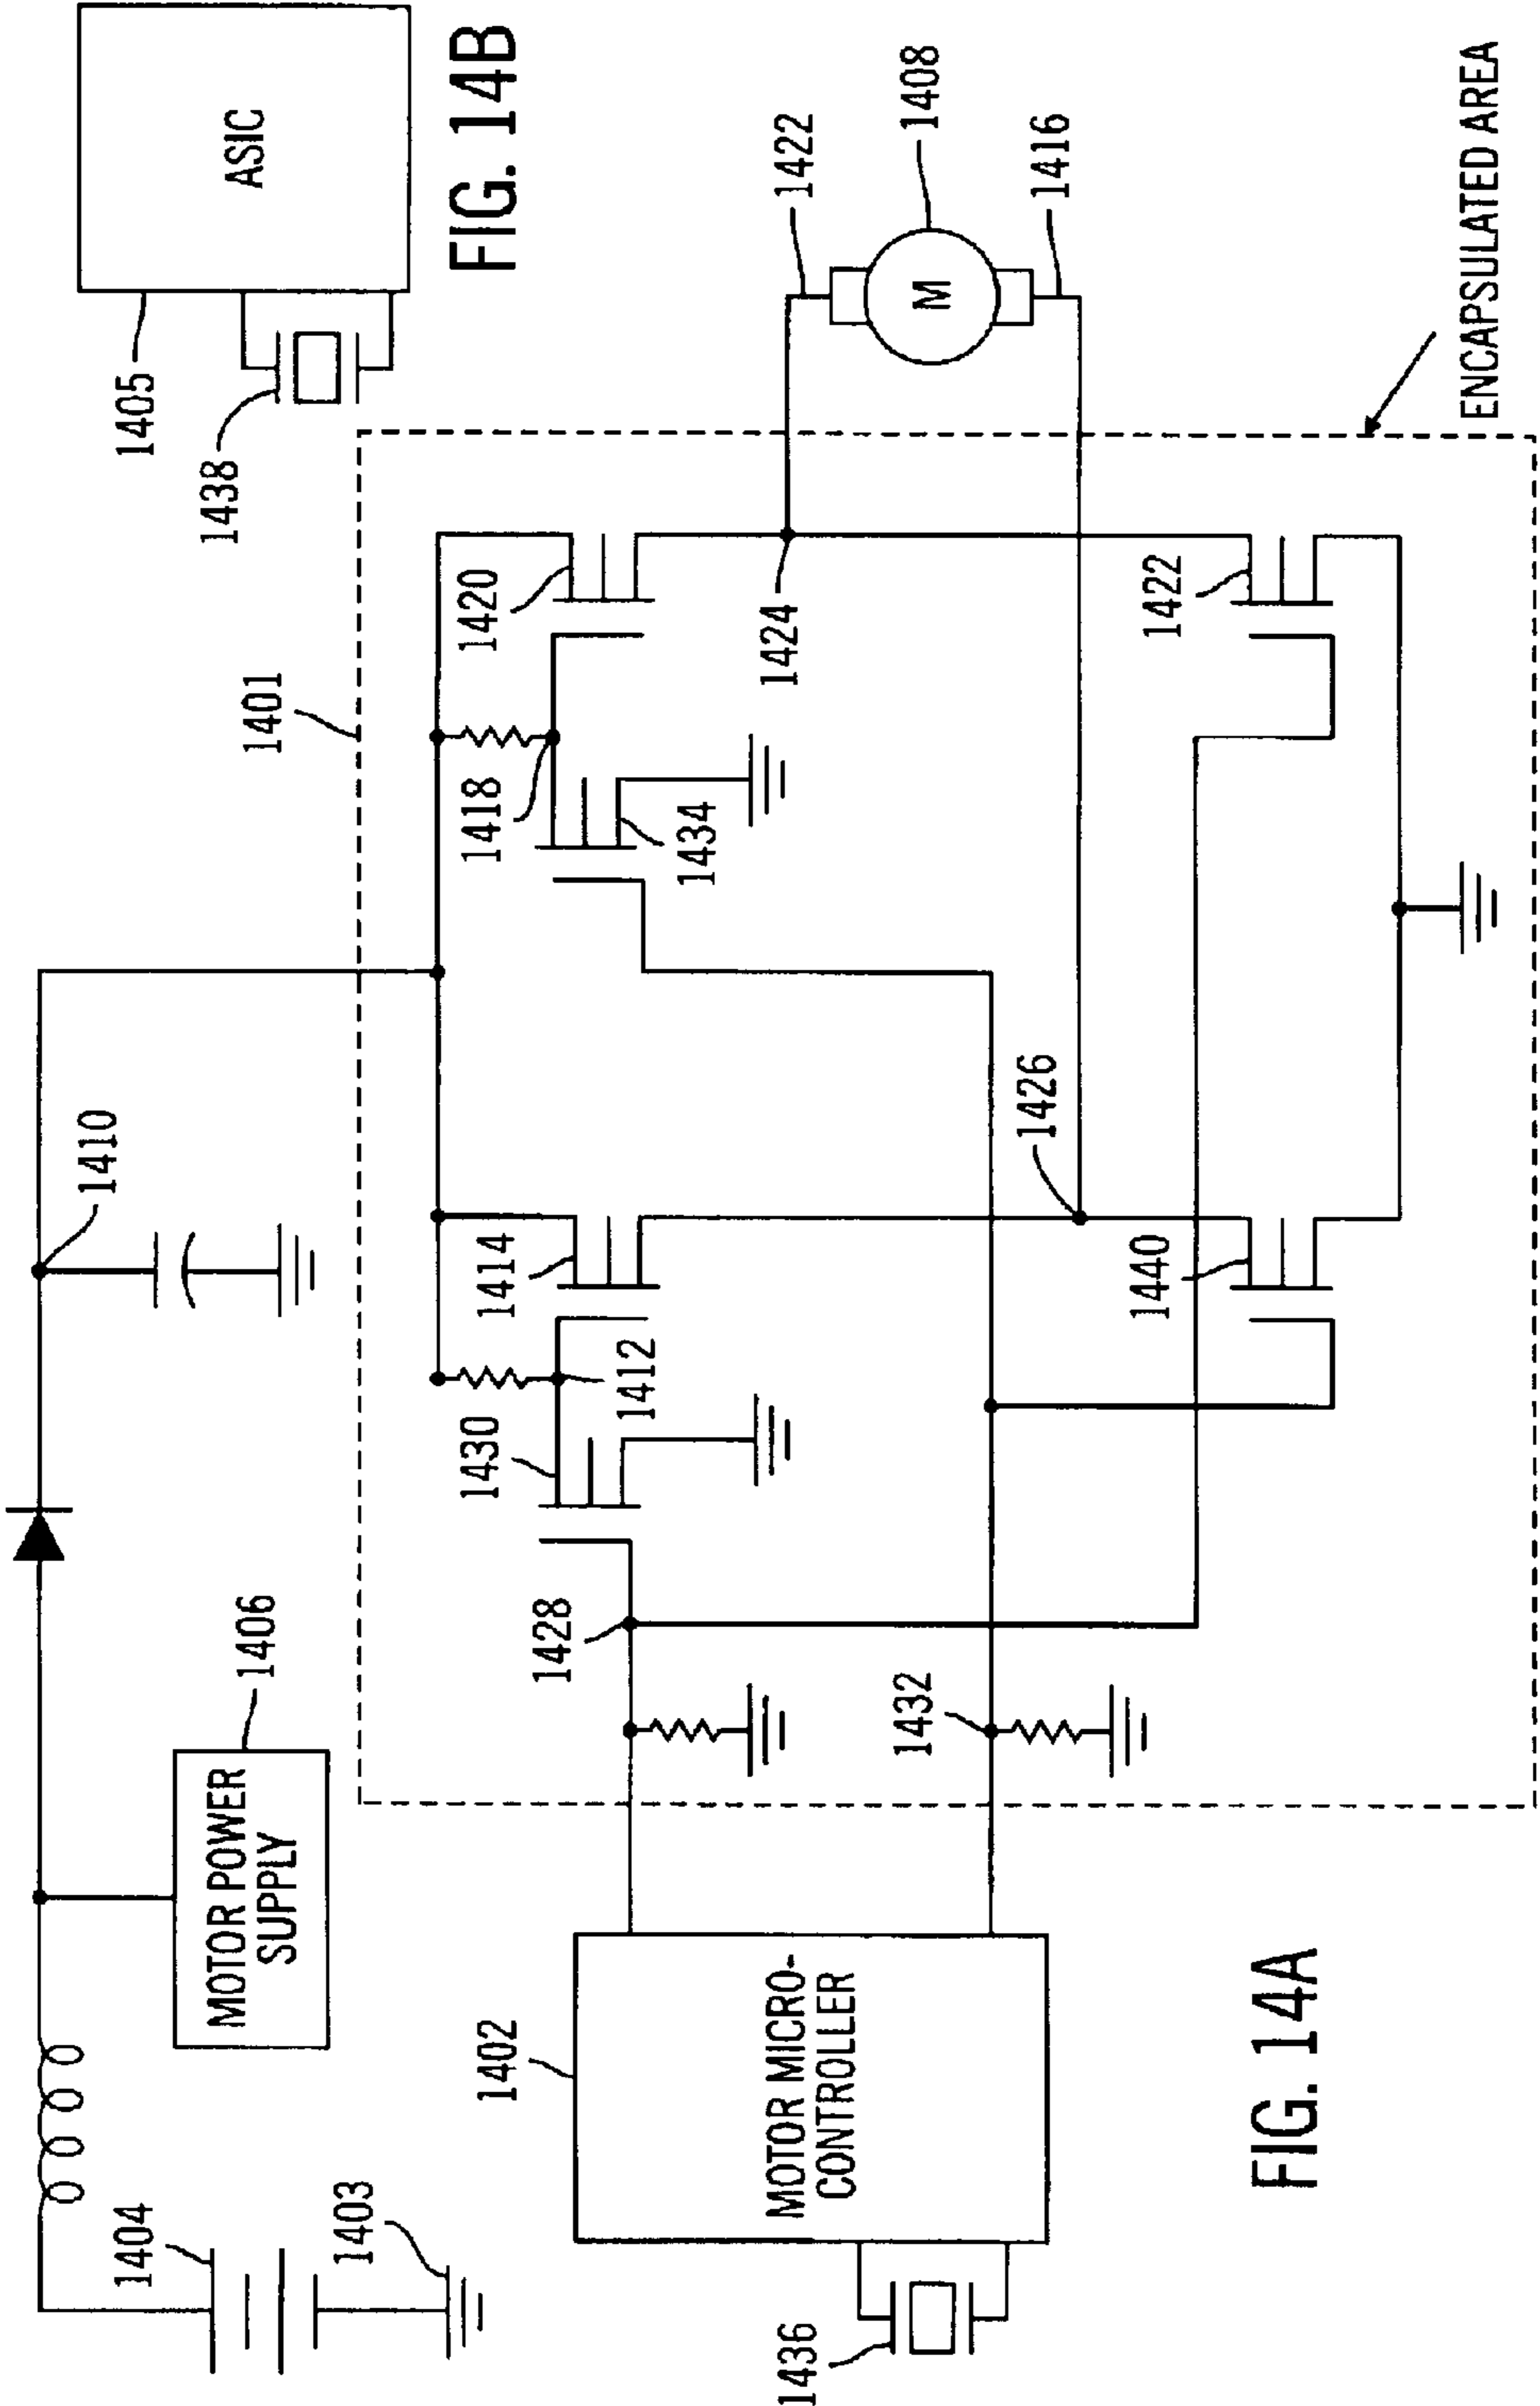 1405
1438
ASIC
FIG. 14B
1404
1403
MOTOR POWER
SUPPLY
1406
1410
1401
1402
MOTOR MICRO-
CONTROLLER
1436
1428
1432
1430
1412
1414
1418
1434
1420
1424
1426
1440
1422
1422
1408
M
1416
ENCAPSULATED AREA
FIG. 14A